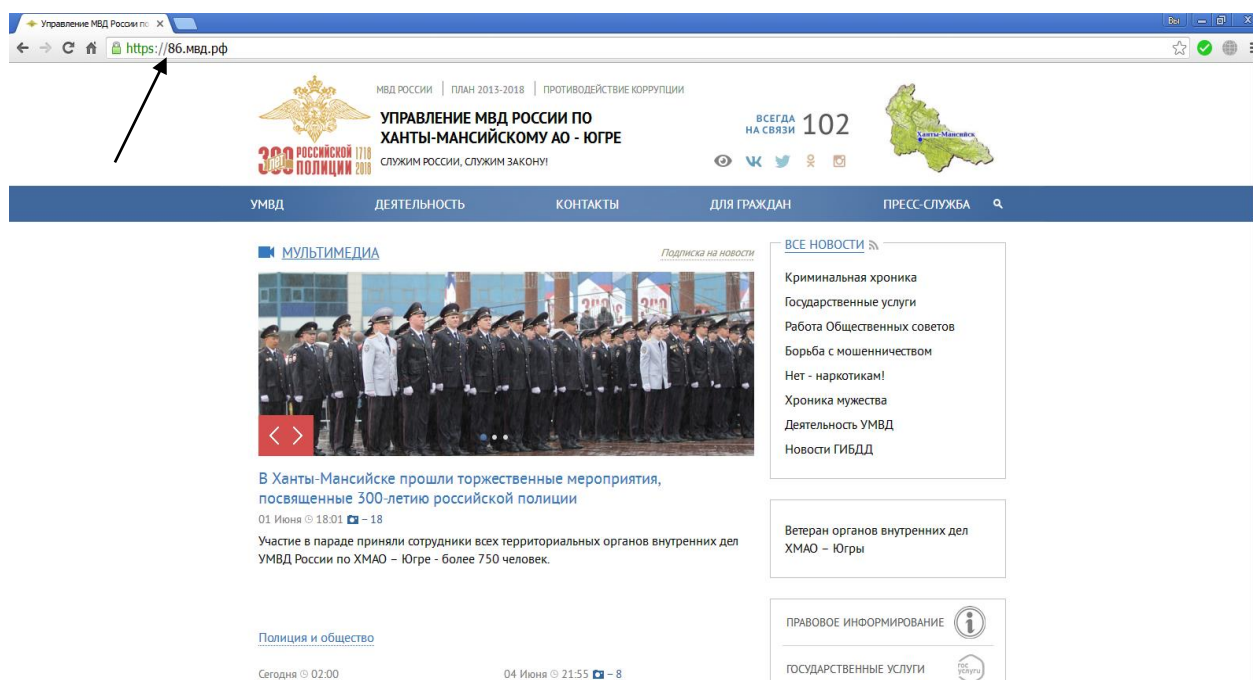 Управление МВД России по
https://86.мвд.рф
МВД РОССИИ | ПЛАН 2013-2018 | ПРОТИВОДЕЙСТВИЕ КОРРУПЦИИ
УПРАВЛЕНИЕ МВД РОССИИ ПО
ХАНТЫ-МАНСИЙСКОМУ АО - ЮГРЕ
СЛУЖИМ РОССИИ, СЛУЖИМ ЗАКОНУ!
300 лет РОССИЙСКОЙ ПОЛИЦИИ 1718 2018
ВСЕГДА НА СВЯЗИ 102
Ханты-Мансийск
УМВД ДЕЯТЕЛЬНОСТЬ КОНТАКТЫ ДЛЯ ГРАЖДАН ПРЕСС-СЛУЖБА
МУЛЬТИМЕДИА
Подписка на новости
В Ханты-Мансийске прошли торжественные мероприятия,
посвященные 300-летию российской полиции
01 Июня 18:01 – 18
Участие в параде приняли сотрудники всех территориальных органов внутренних дел
УМВД России по ХМАО – Югре - более 750 человек.
Полиция и общество
Сегодня 02:00
04 Июня 21:55 – 8
ВСЕ НОВОСТИ
Криминальная хроника
Государственные услуги
Работа Общественных советов
Борьба с мошенничеством
Нет - наркотикам!
Хроника мужества
Деятельность УМВД
Новости ГИБДД
Ветеран органов внутренних дел
ХМАО – Югры
ПРАВОВОЕ ИНФОРМИРОВАНИЕ
ГОСУДАРСТВЕННЫЕ УСЛУГИ
гос
услуги